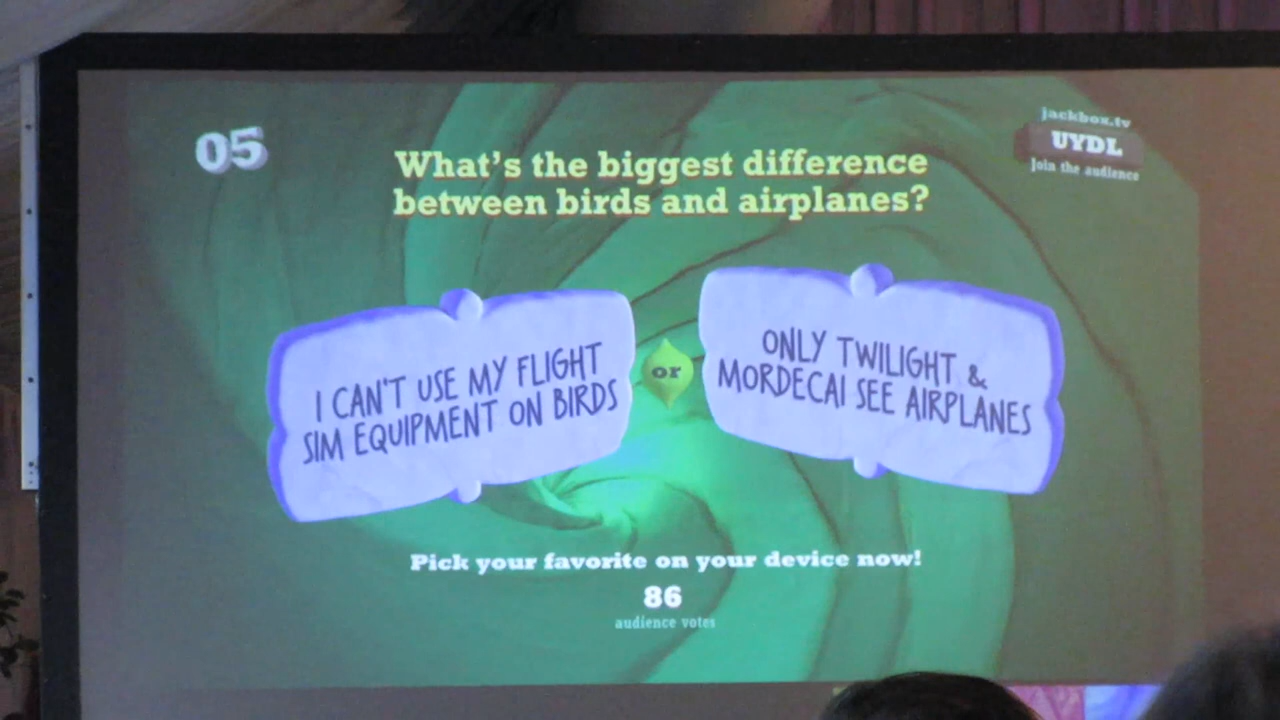 05
jackbox.tv
UYDL
Join the audience
What's the biggest difference
between birds and airplanes?
I CAN'T USE MY FLIGHT
SIM EQUIPMENT ON BIRDS
or
ONLY TWILIGHT &
MORDECAI SEE AIRPLANES
Pick your favorite on your device now!
86
audience votes